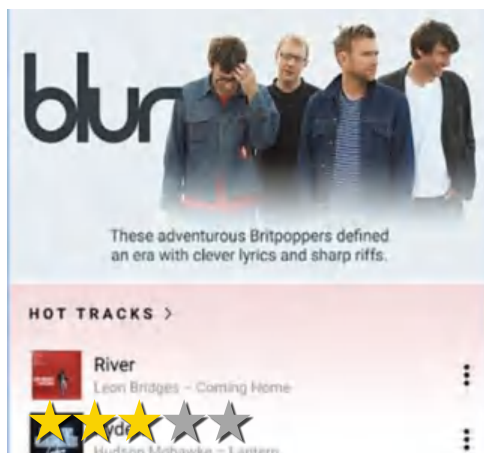 blur
These adventurous Britpoppers defined
an era with clever lyrics and sharp riffs.
HOT TRACKS >
River
Leon Bridges – Coming Home
Hudson Mohawke – Lantern